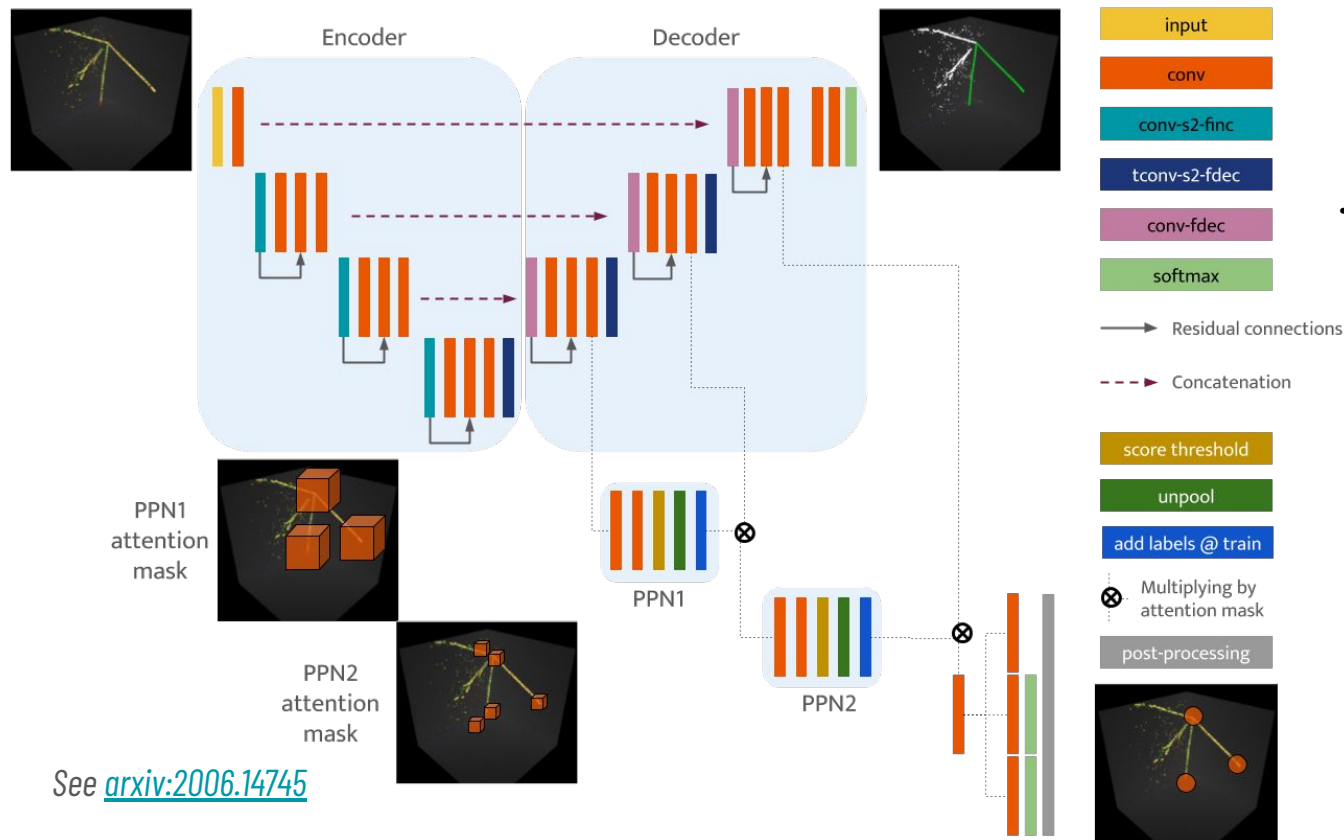 Encoder
Decoder
input
conv
conv-s2-finc
tconv-s2-fdec
conv-fdec
softmax
Residual connections
Concatenation
score threshold
unpool
add labels @ train
Multiplying by
attention mask
post-processing
PPN1
attention
mask
PPN1
PPN2
attention
mask
PPN2
See arxiv:2006.14745